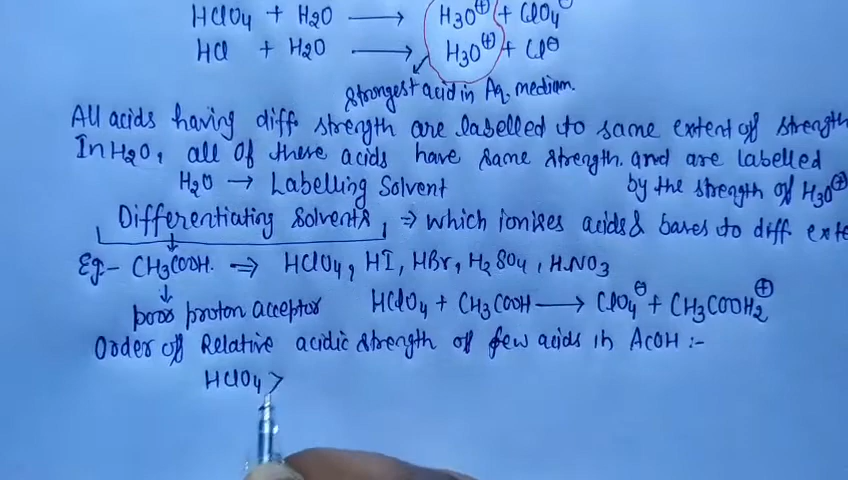 HClO4 + H2O ⟶ H3O⊕ + ClO4⊖
HCl + H2O ⟶ H3O⊕ + Cl⊖
Strongest acid in Aq. medium.
All acids having diff strength are labelled to same extent of strength
In H2O, all of these acids have same strength. and are labelled
by the strength of H3O⊕
H2O → Labelling Solvent
Differentiating Solvents, ⇒ which ionises acids & bases to diff exte
Eg- CH3COOH. ⇒ HClO4, HI, HBr, H2SO4, HNO3
poor proton acceptor HClO4 + CH3COOH ⟶ ClO4⊖ + CH3COOH2⊕
Order of Relative acidic strength of few acids in AcOH :-
HClO4 >